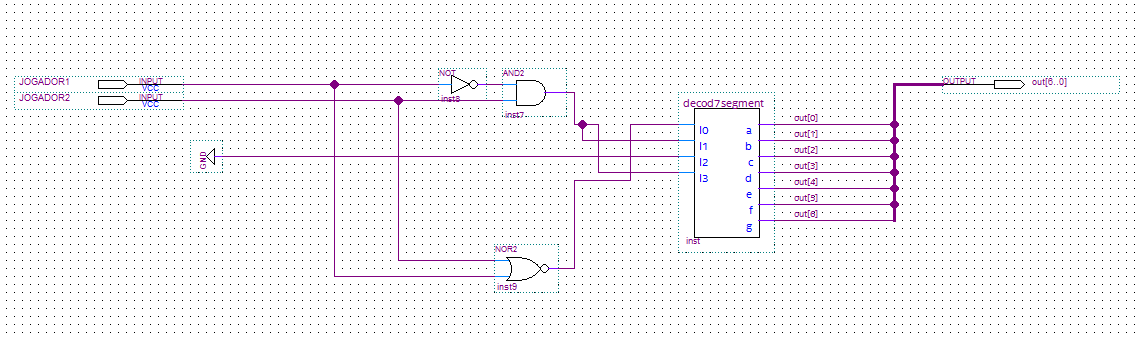 JOGADOR1
INPUT
VCC
JOGADOR2
INPUT
VCC
NOT
inst8
AND2
inst7
GND
NOR2
inst9
decod7segment
I0
I1
I2
I3
a
b
c
d
e
f
g
inst
out[0]
out[1]
out[2]
out[3]
out[4]
out[5]
out[6]
OUTPUT
out[6..0]